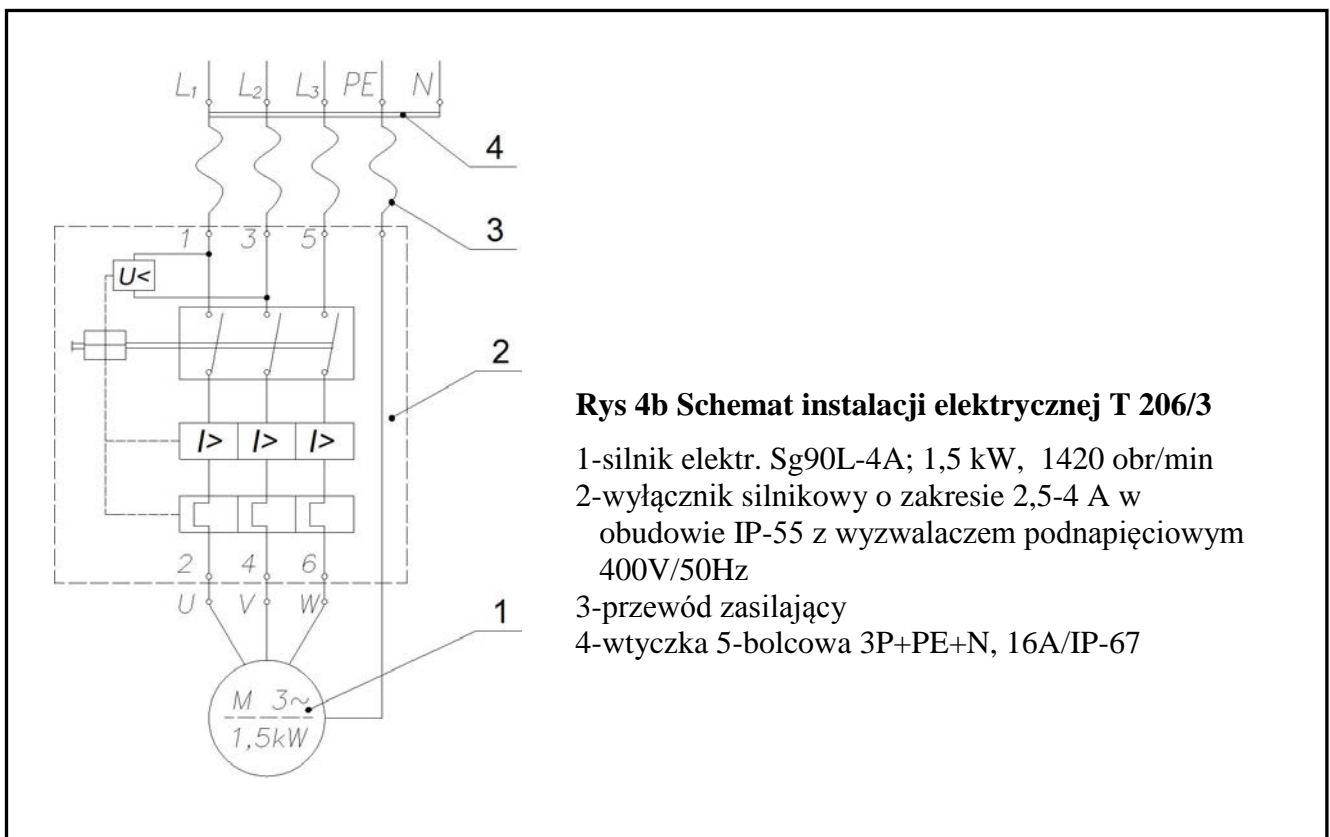 L₁ L₂ L₃ PE N
4
3
1 3 5
U<
2
I> I> I>
2 4 6
U V W
1
M 3~
1,5kW
Rys 4b Schemat instalacji elektrycznej T 206/3
1-silnik elektr. Sg90L-4A; 1,5 kW, 1420 obr/min
2-wyłącznik silnikowy o zakresie 2,5-4 A w
obudowie IP-55 z wyzwalaczem podnapięciowym
400V/50Hz
3-przewód zasilający
4-wtyczka 5-bolcowa 3P+PE+N, 16A/IP-67